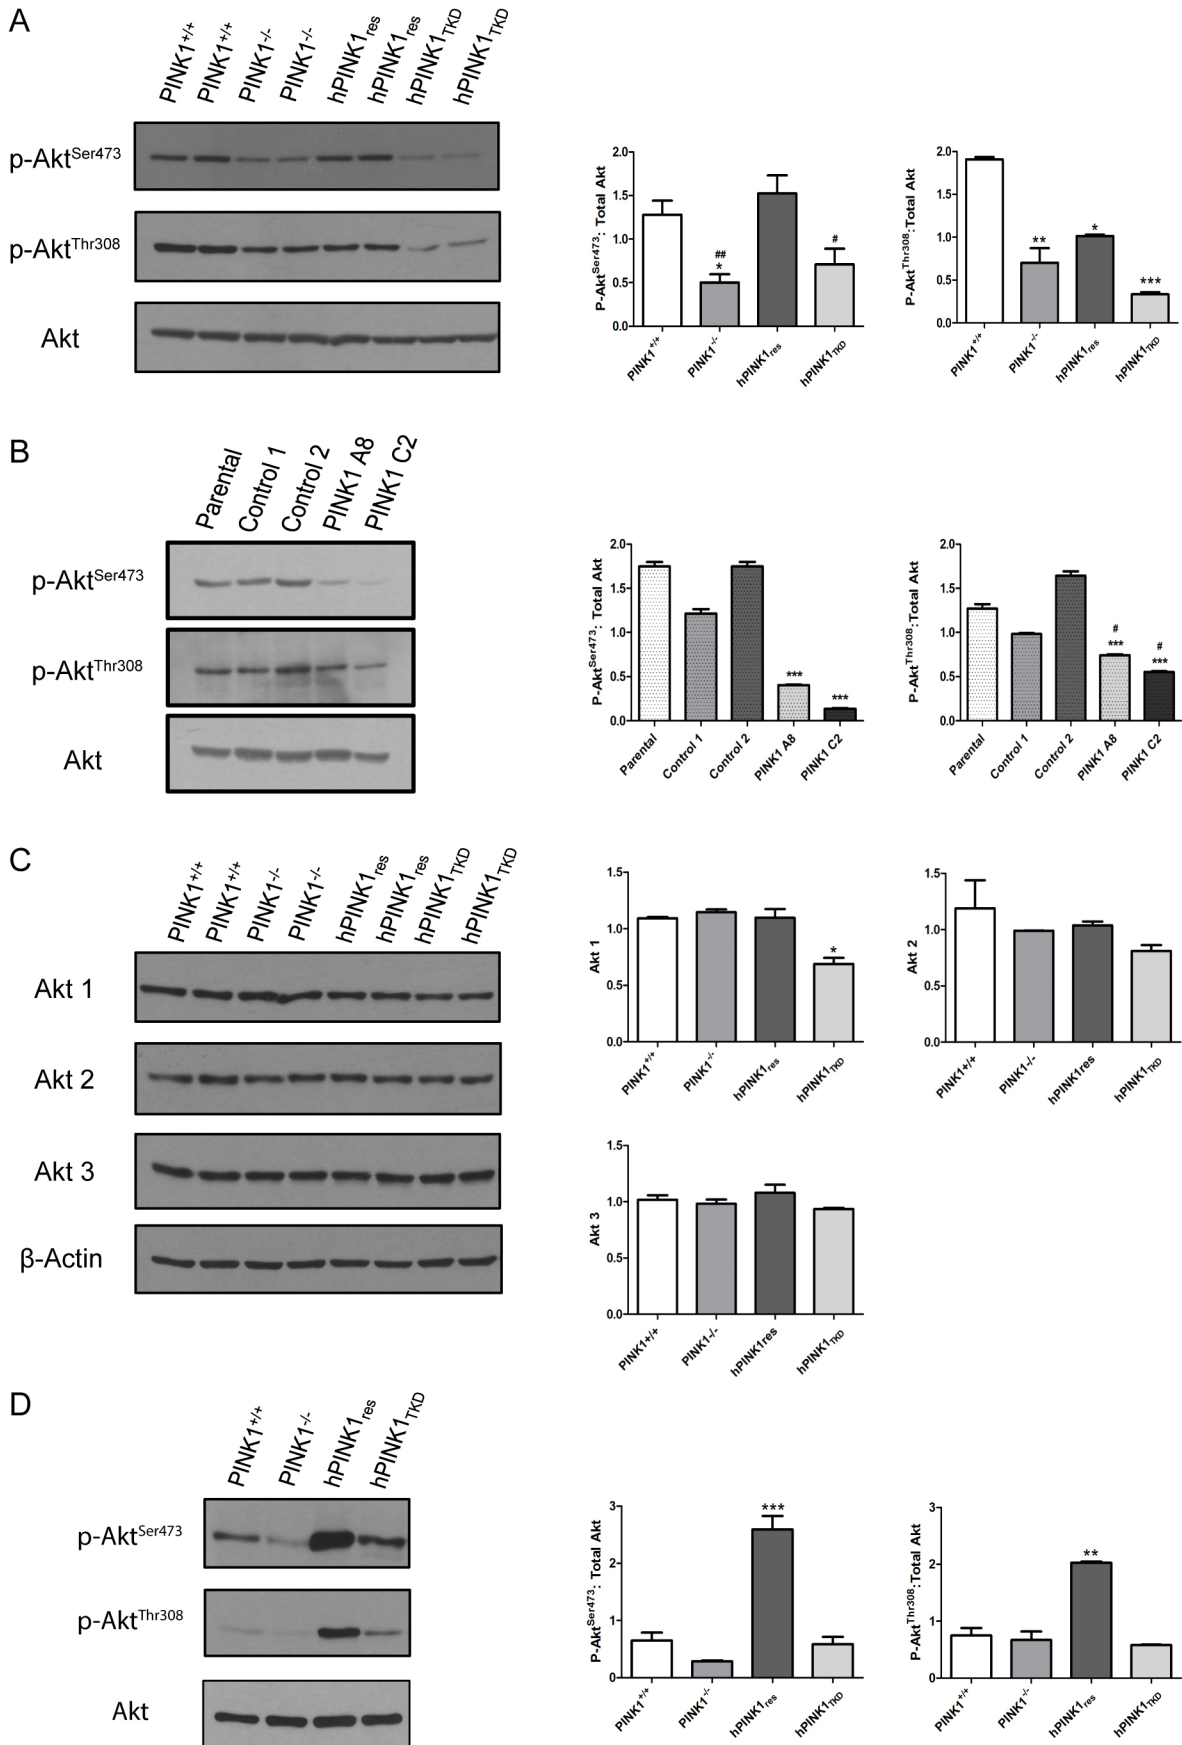 A
PINK1+/+
PINK1+/+
PINK1-/-
PINK1-/-
hPINK1res
hPINK1res
hPINK1TKD
hPINK1TKD
p-AktSer473
p-AktThr308
Akt
P-AktSer473: Total Akt
2.0
1.5
1.0
0.5
0.0
##
*
#
PINK1+/+
PINK1-/-
hPINK1res
hPINK1TKD
P-AktThr308: Total Akt
2.0
1.5
1.0
0.5
0.0
**
*
***
PINK1+/+
PINK1-/-
hPINK1res
hPINK1TKD
B
Parental
Control 1
Control 2
PINK1 A8
PINK1 C2
p-AktSer473
p-AktThr308
Akt
P-AktSer473: Total Akt
2.0
1.5
1.0
0.5
0.0
***
***
Parental
Control 1
Control 2
PINK1 A8
PINK1 C2
P-AktThr308:Total Akt
2.0
1.5
1.0
0.5
0.0
#
***
#
***
Parental
Control 1
Control 2
PINK1 A8
PINK1 C2
C
PINK1+/+
PINK1+/+
PINK1-/-
PINK1-/-
hPINK1res
hPINK1res
hPINK1TKD
hPINK1TKD
Akt 1
Akt 2
Akt 3
β-Actin
Akt 1
1.5
1.0
0.5
0.0
*
PINK1+/+
PINK1-/-
hPINK1res
hPINK1TKD
Akt 2
1.5
1.0
0.5
0.0
PINK1+/+
PINK1-/-
hPINK1res
hPINK1TKD
Akt 3
1.5
1.0
0.5
0.0
PINK1+/+
PINK1-/-
hPINK1res
hPINK1TKD
D
PINK1+/+
PINK1-/-
hPINK1res
hPINK1TKD
p-AktSer473
p-AktThr308
Akt
P-AktSer473: Total Akt
3
2
1
0
***
PINK1+/+
PINK1-/-
hPINK1res
hPINK1TKD
P-AktThr308:Total Akt
3
2
1
0
**
PINK1+/+
PINK1-/-
hPINK1res
hPINK1TKD